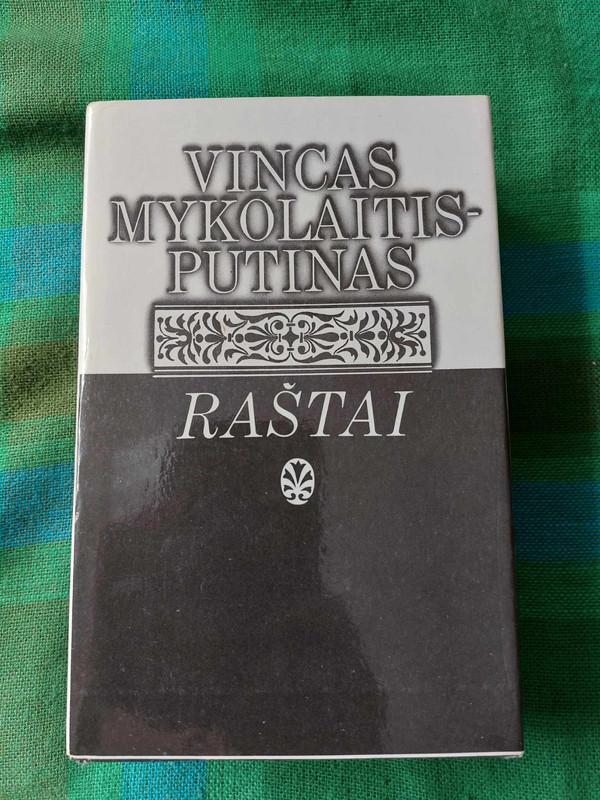 VINCAS
MYKOLAITIS-
PUTINAS
RAŠTAI